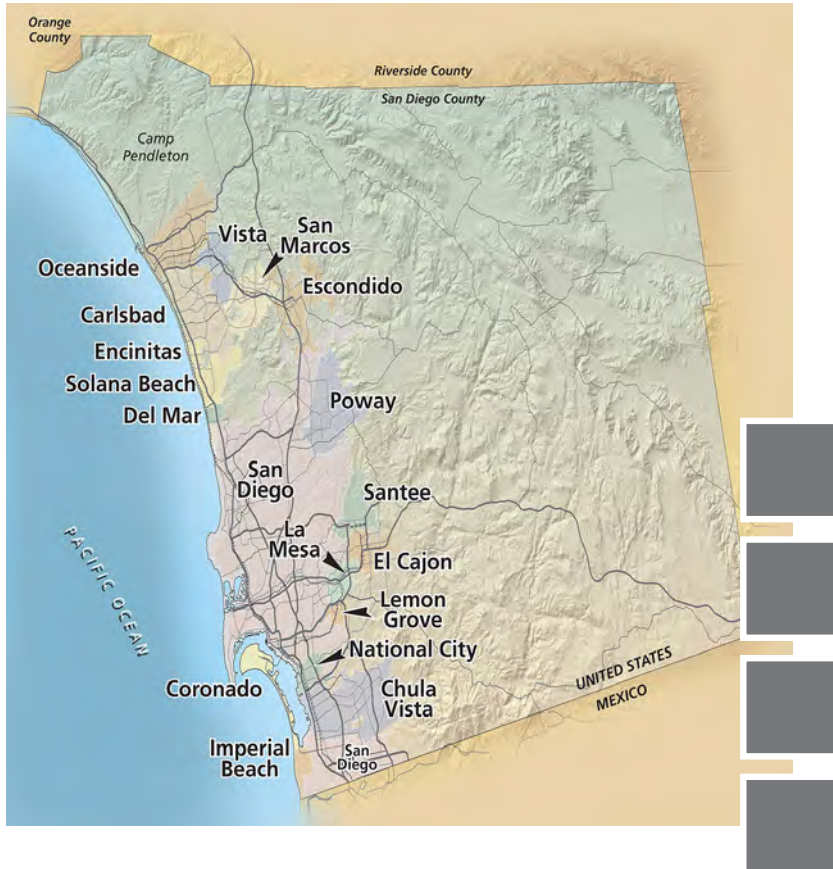 Orange
County
Riverside County
San Diego County
Camp
Pendleton
Vista
San
Marcos
Oceanside
Escondido
Carlsbad
Encinitas
Solana Beach
Del Mar
Poway
San
Diego
Santee
La
Mesa
El Cajon
PACIFIC OCEAN
Lemon
Grove
National City
UNITED STATES
MEXICO
Coronado
Chula
Vista
Imperial
Beach
San
Diego